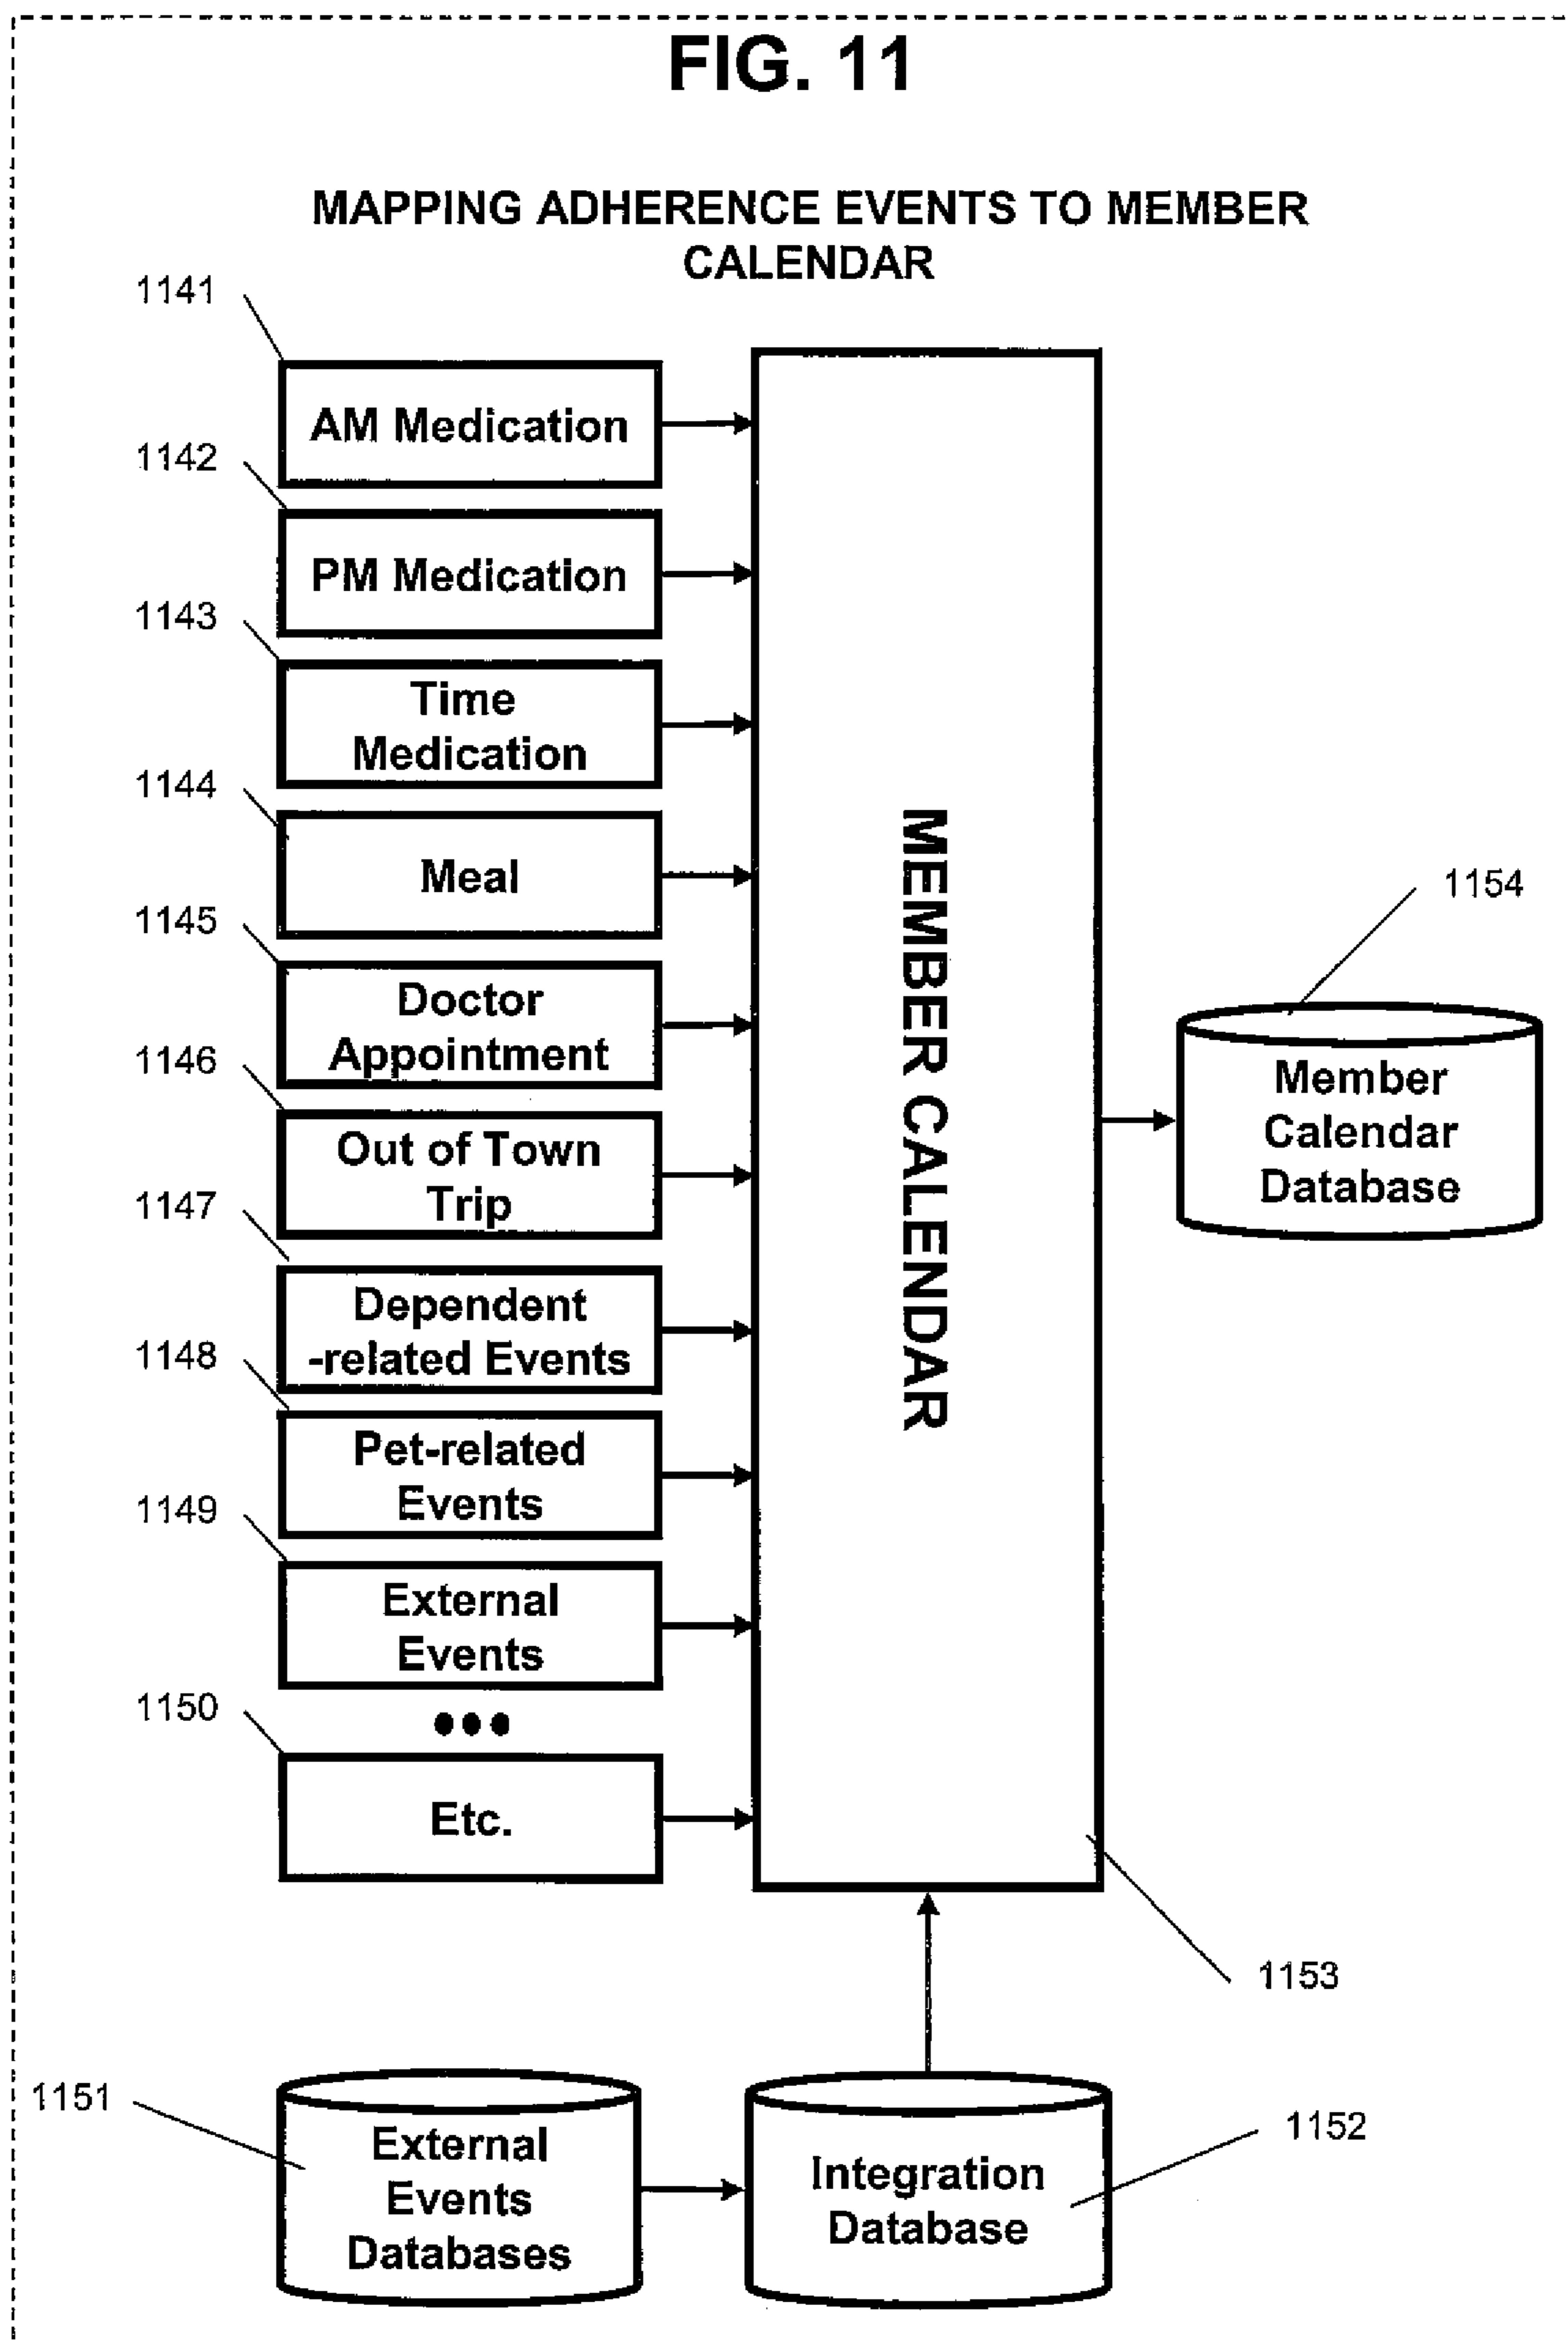 FIG. 11
MAPPING ADHERENCE EVENTS TO MEMBER
CALENDAR
1141
AM Medication
1142
PM Medication
1143
Time
Medication
1144
Meal
1145
Doctor
Appointment
1146
Out of Town
Trip
1147
Dependent
-related Events
1148
Pet-related
Events
1149
External
Events
•••
1150
Etc.
MEMBER CALENDAR
1153
1154
Member
Calendar
Database
1151
External
Events
Databases
1152
Integration
Database